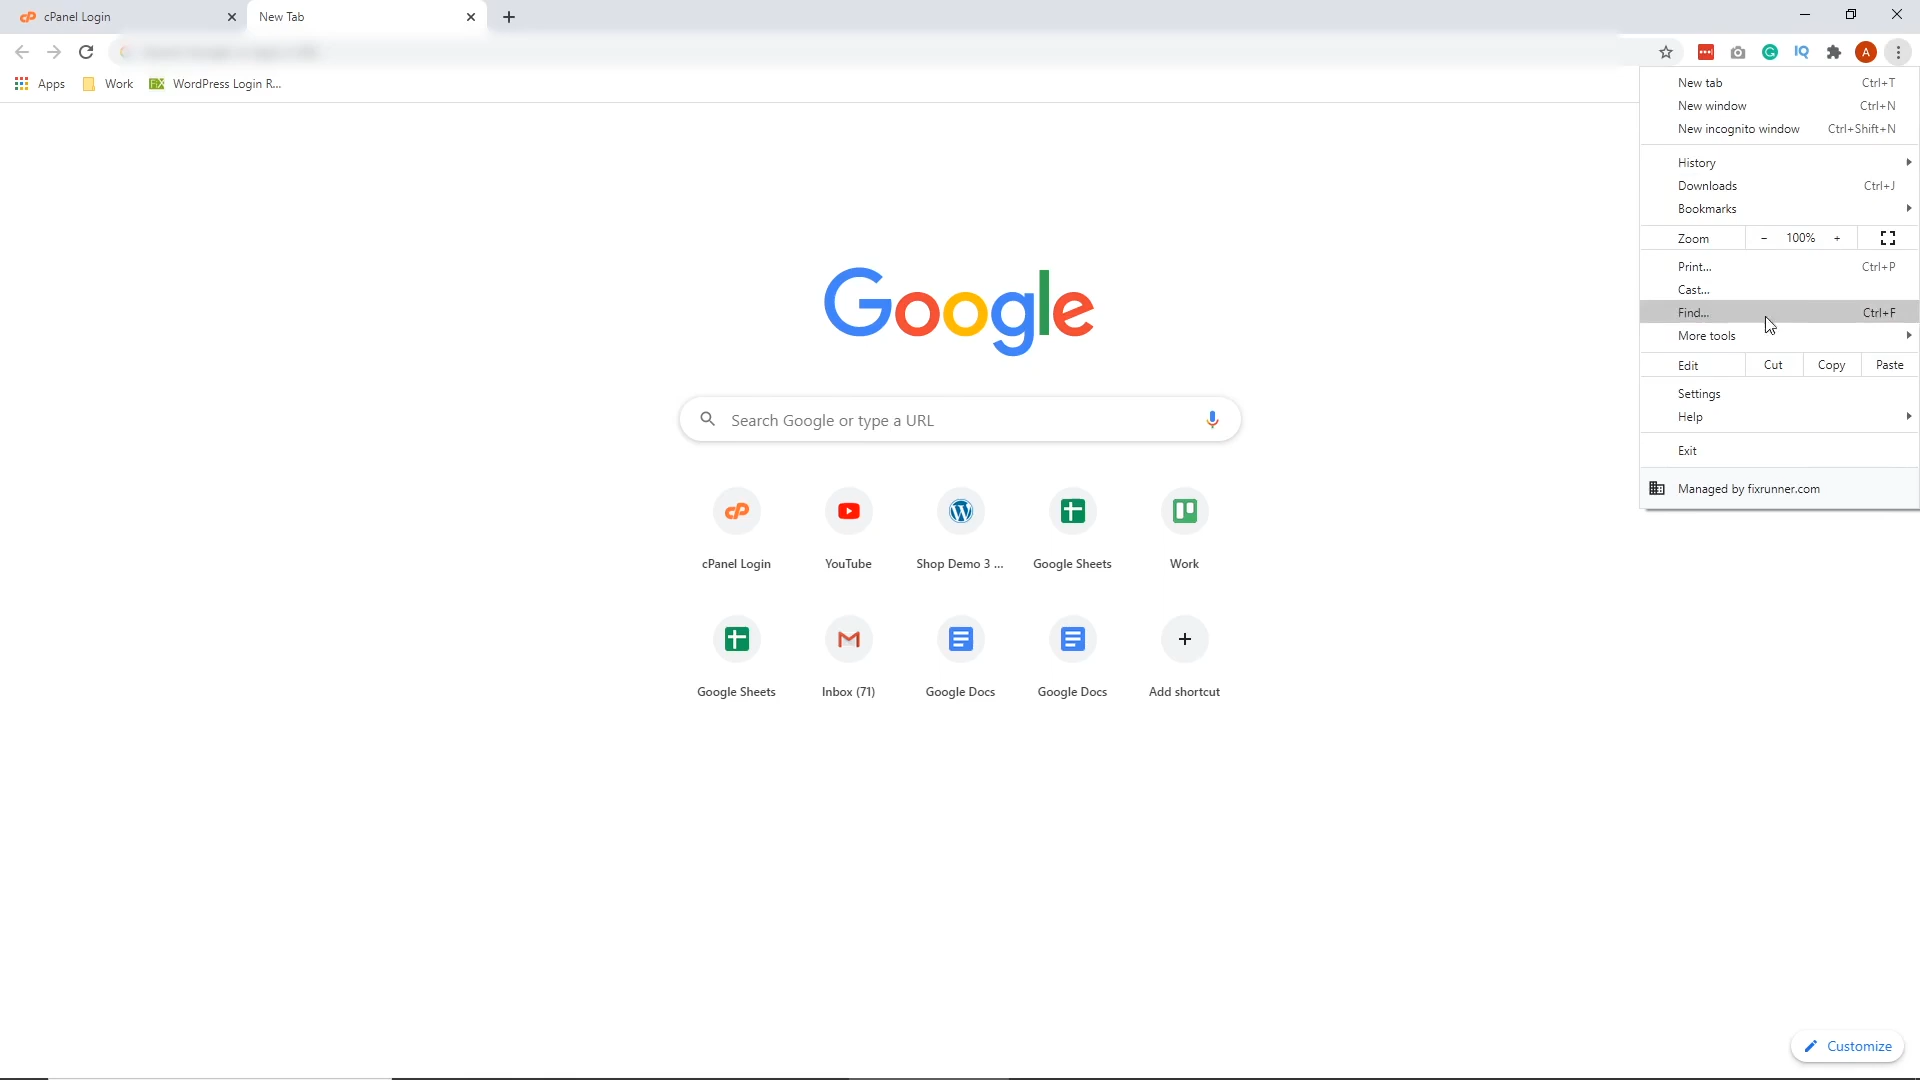 cPanel Login
New Tab
Apps
Work
WordPress Login R...
A
IQ
New tab Ctrl+T
New window Ctrl+N
New incognito window Ctrl+Shift+N
History
Downloads Ctrl+J
Bookmarks
Zoom - 100% +
Print... Ctrl+P
Cast...
Find... Ctrl+F
More tools
Edit Cut Copy Paste
Settings
Help
Exit
Managed by fixrunner.com
Google
Search Google or type a URL
cPanel Login
YouTube
Shop Demo 3 ...
Google Sheets
Work
Google Sheets
Inbox (71)
Google Docs
Google Docs
Add shortcut
Customize